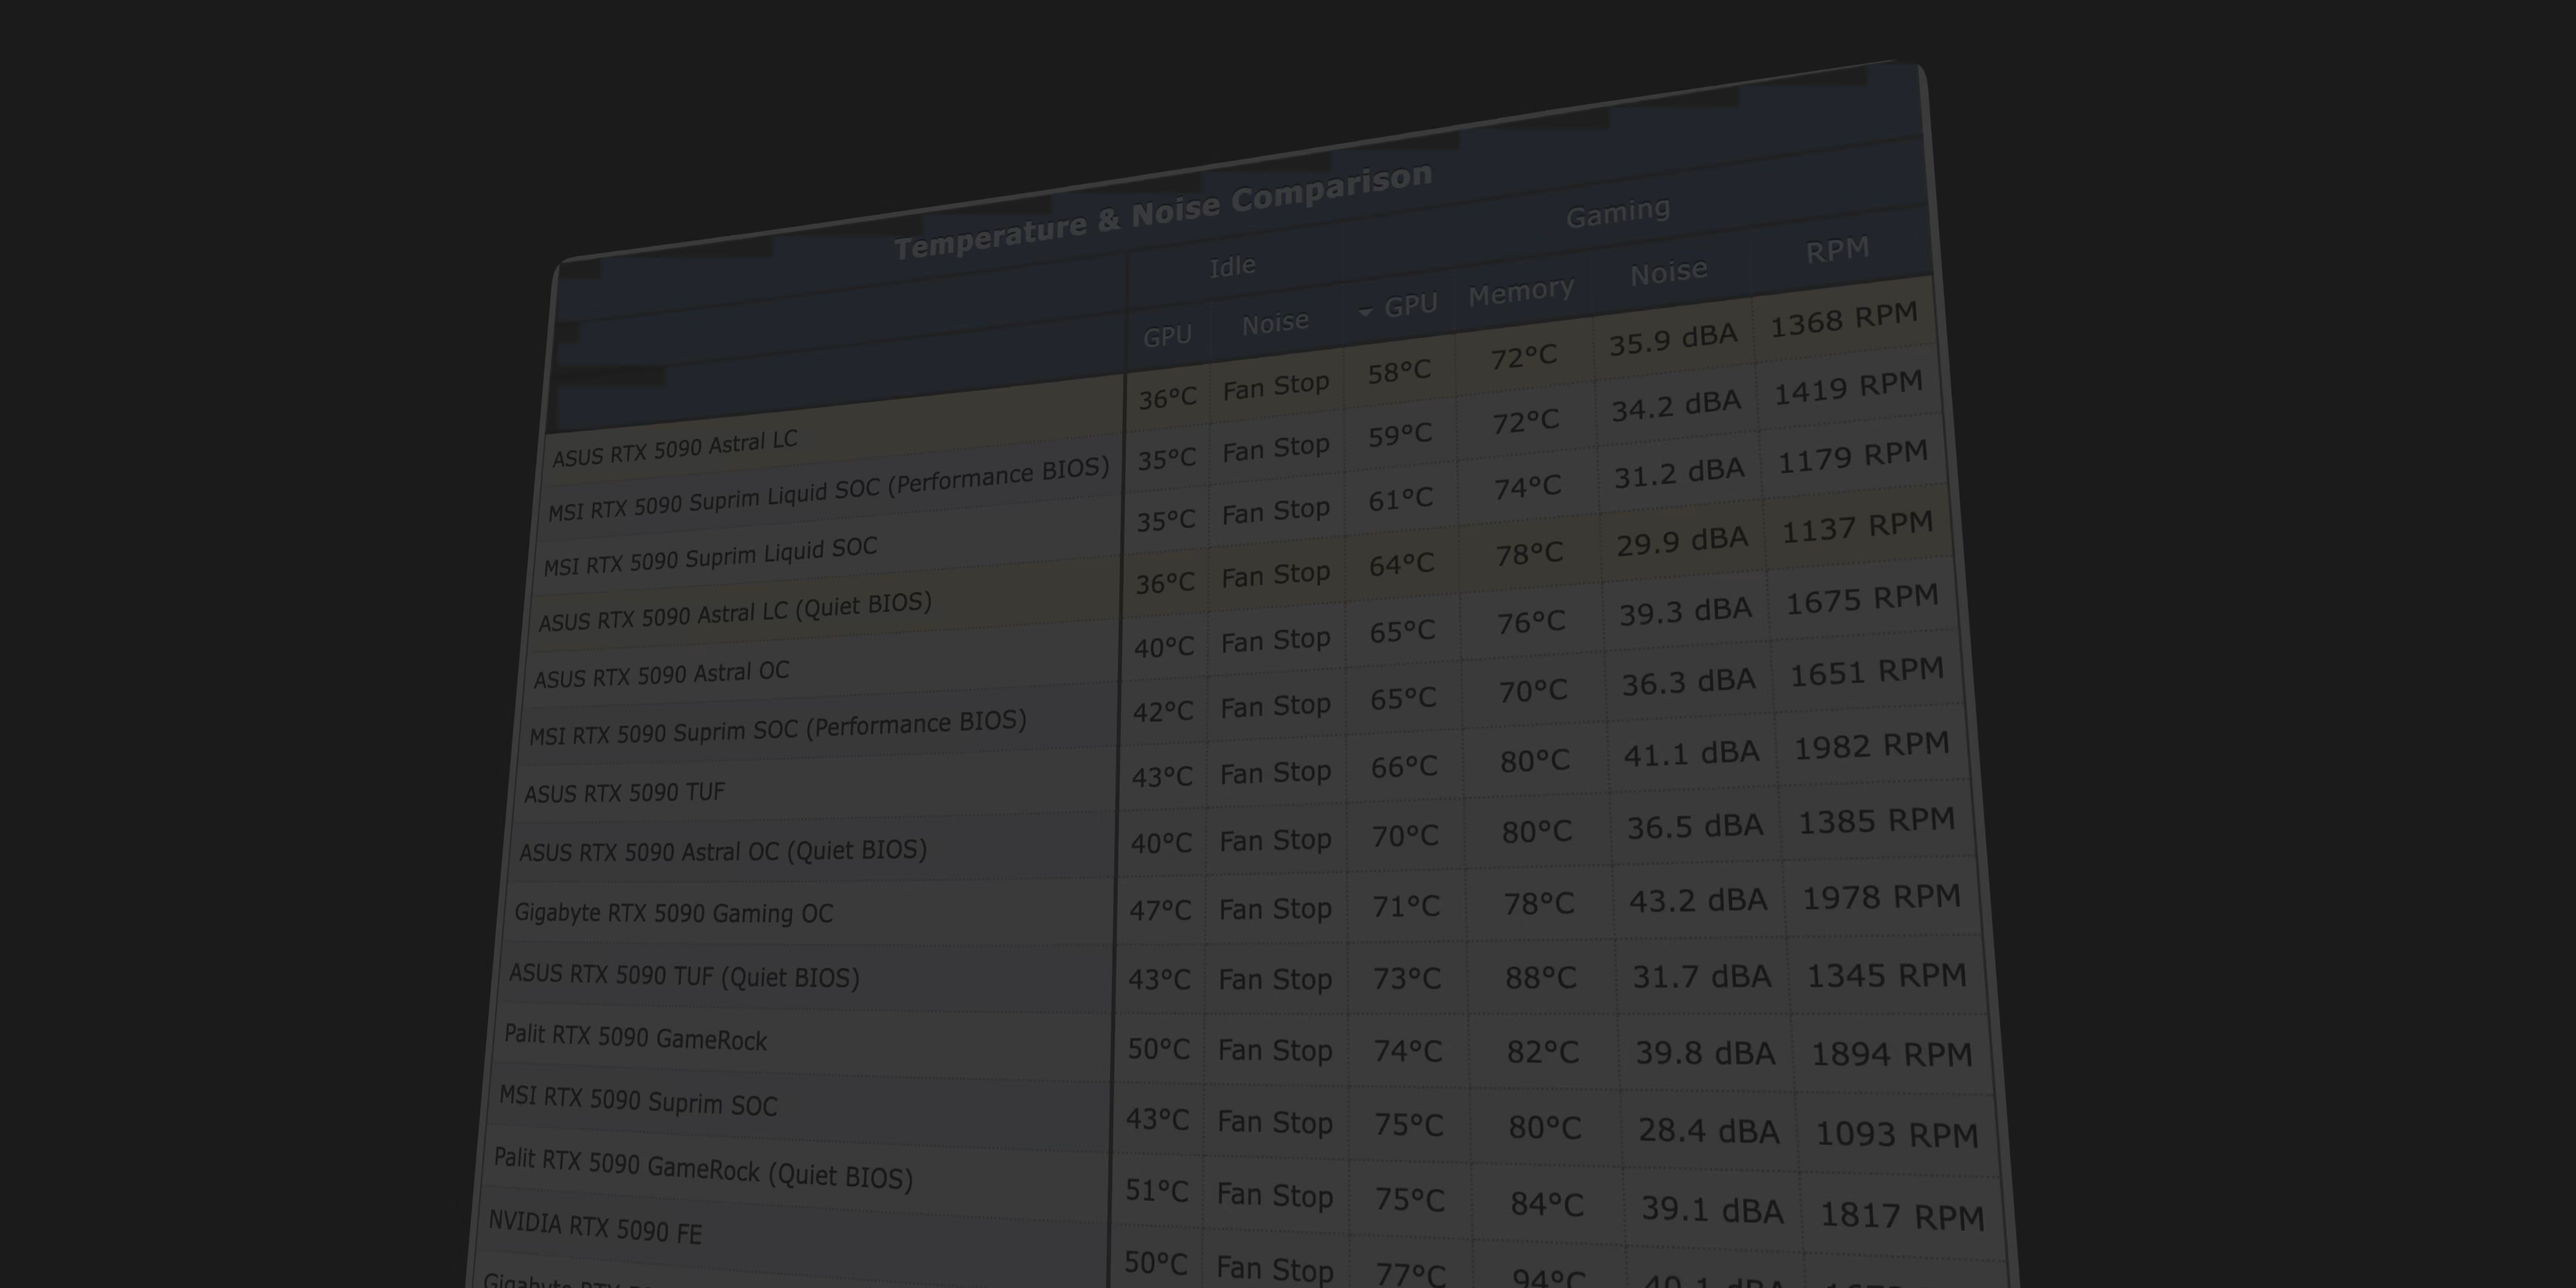 Temperature & Noise Comparison
Idle Gaming
GPU Noise GPU Memory Noise RPM
ASUS RTX 5090 Astral LC 36°C Fan Stop 58°C 72°C 35.9 dBA 1368 RPM
MSI RTX 5090 Suprim Liquid SOC (Performance BIOS) 35°C Fan Stop 59°C 72°C 34.2 dBA 1419 RPM
MSI RTX 5090 Suprim Liquid SOC 35°C Fan Stop 61°C 74°C 31.2 dBA 1179 RPM
ASUS RTX 5090 Astral LC (Quiet BIOS) 36°C Fan Stop 64°C 78°C 29.9 dBA 1137 RPM
ASUS RTX 5090 Astral OC 40°C Fan Stop 65°C 76°C 39.3 dBA 1675 RPM
MSI RTX 5090 Suprim SOC (Performance BIOS) 42°C Fan Stop 65°C 70°C 36.3 dBA 1651 RPM
ASUS RTX 5090 TUF 43°C Fan Stop 66°C 80°C 41.1 dBA 1982 RPM
ASUS RTX 5090 Astral OC (Quiet BIOS) 40°C Fan Stop 70°C 80°C 36.5 dBA 1385 RPM
Gigabyte RTX 5090 Gaming OC 47°C Fan Stop 71°C 78°C 43.2 dBA 1978 RPM
ASUS RTX 5090 TUF (Quiet BIOS) 43°C Fan Stop 73°C 88°C 31.7 dBA 1345 RPM
Palit RTX 5090 GameRock 50°C Fan Stop 74°C 82°C 39.8 dBA 1894 RPM
MSI RTX 5090 Suprim SOC 43°C Fan Stop 75°C 80°C 28.4 dBA 1093 RPM
Palit RTX 5090 GameRock (Quiet BIOS) 51°C Fan Stop 75°C 84°C 39.1 dBA 1817 RPM
NVIDIA RTX 5090 FE 50°C Fan Stop 77°C 94°C 40.1 dBA
Gigabyte RTX